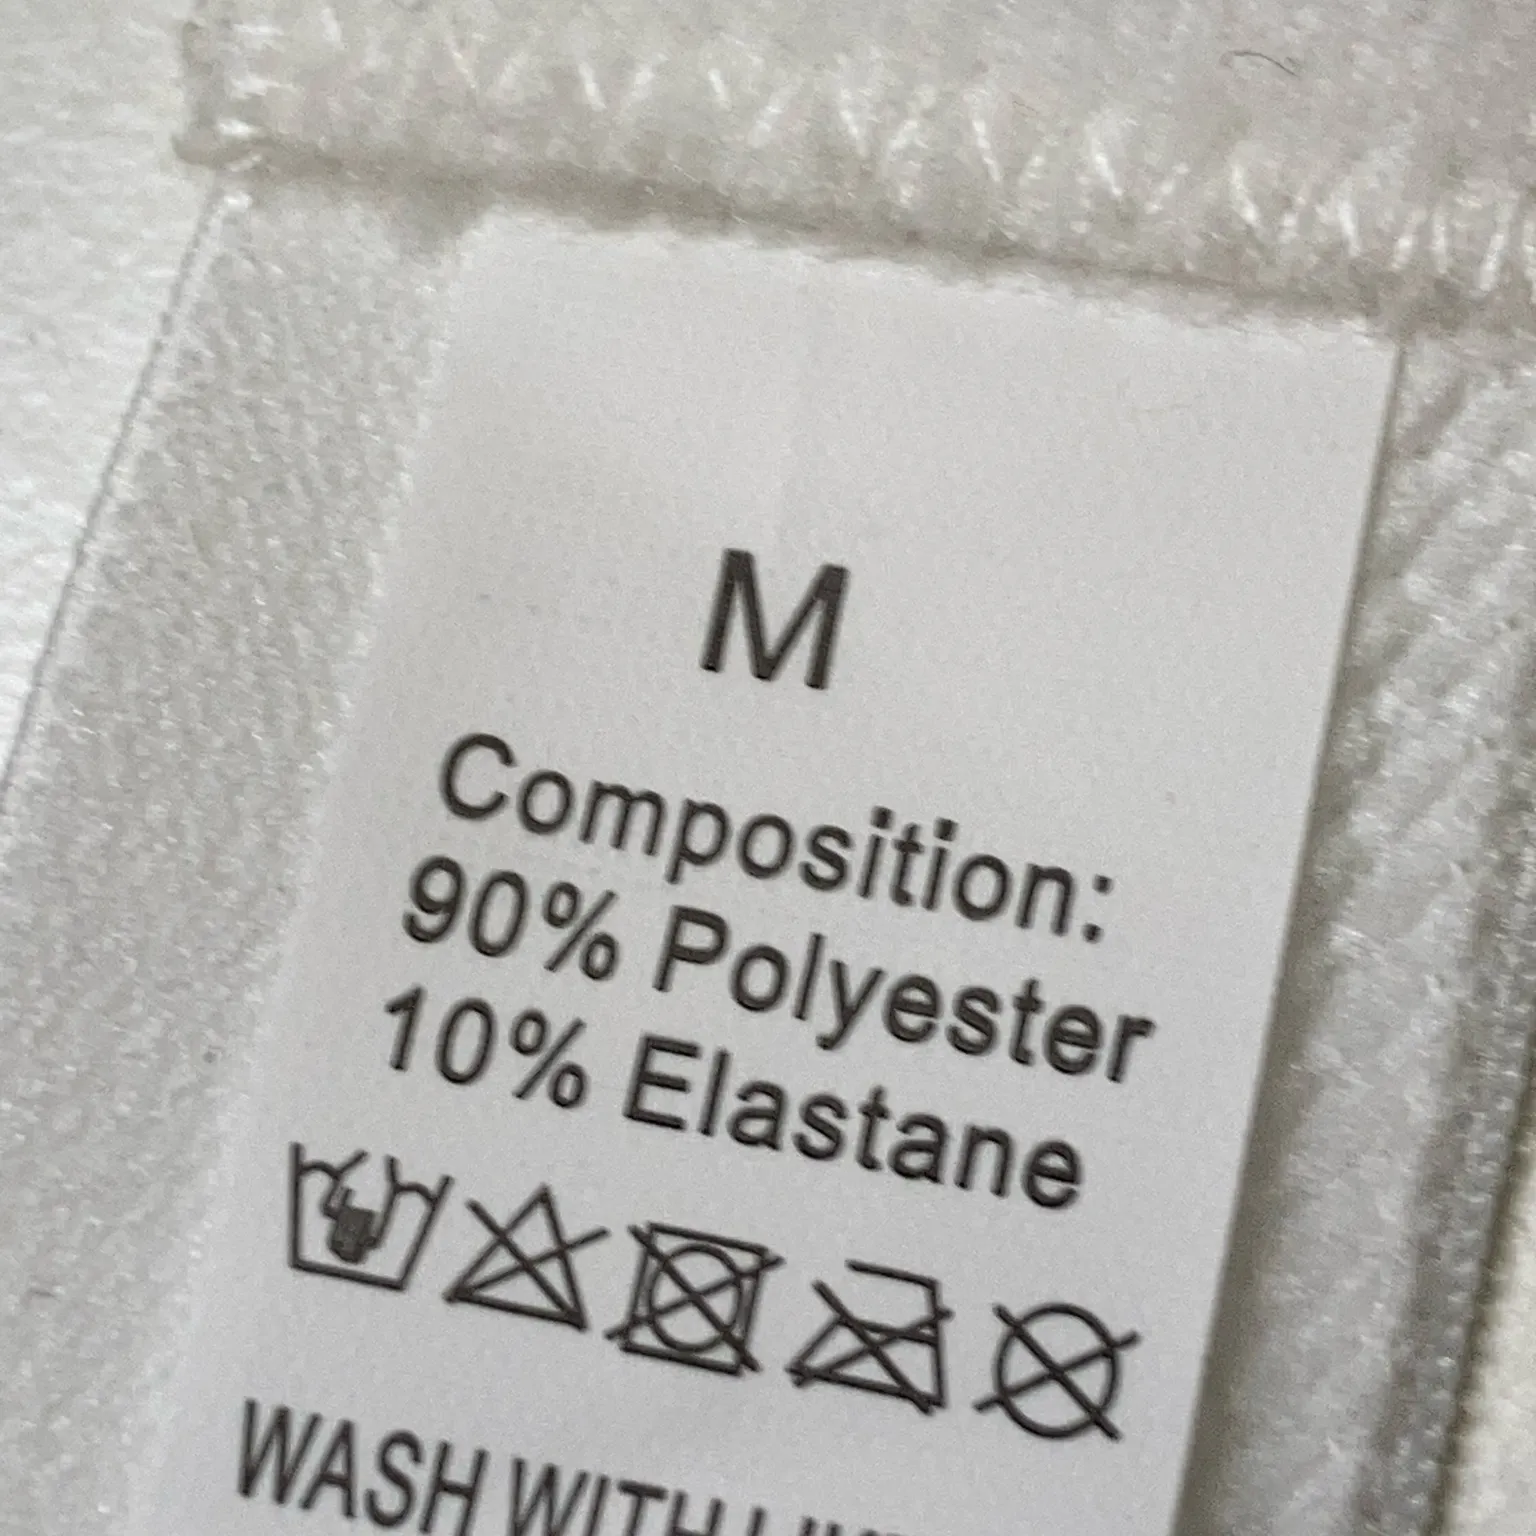 M
Composition:
90% Polyester
10% Elastane
WASH WITH